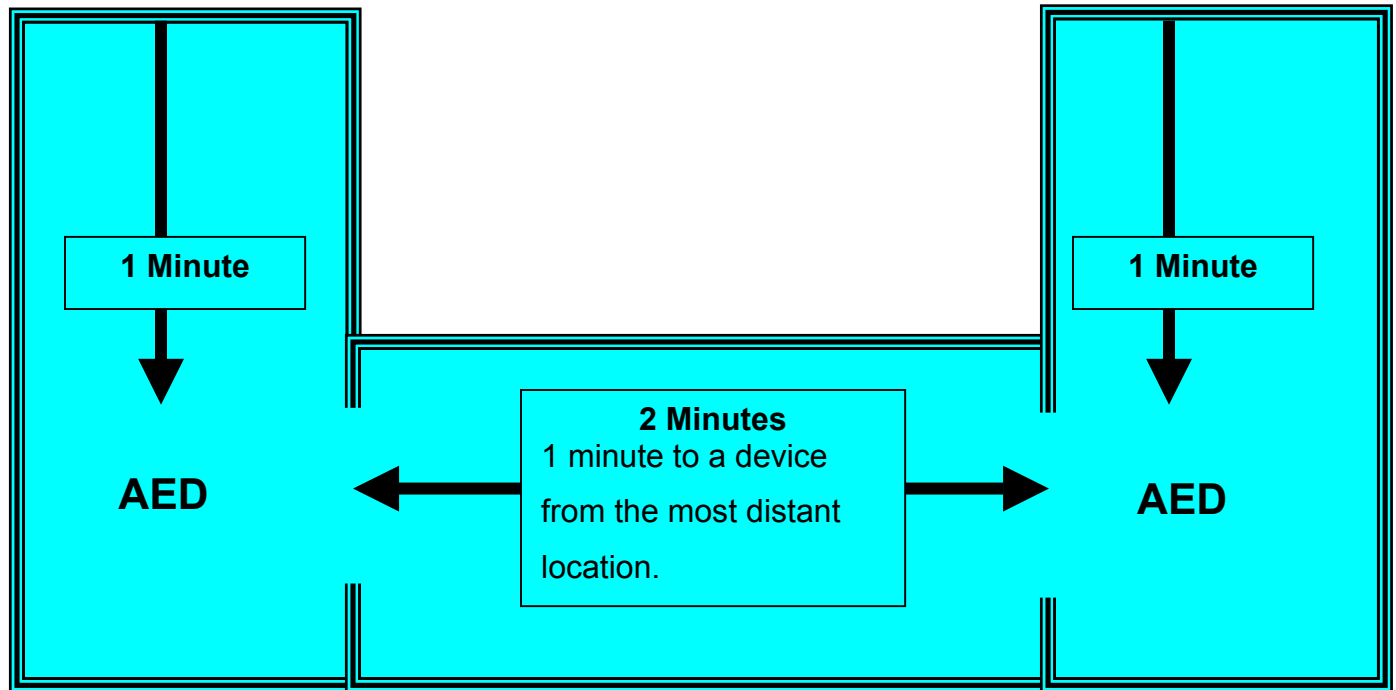 1 Minute
1 Minute
2 Minutes
1 minute to a device
from the most distant
location.
AED
AED